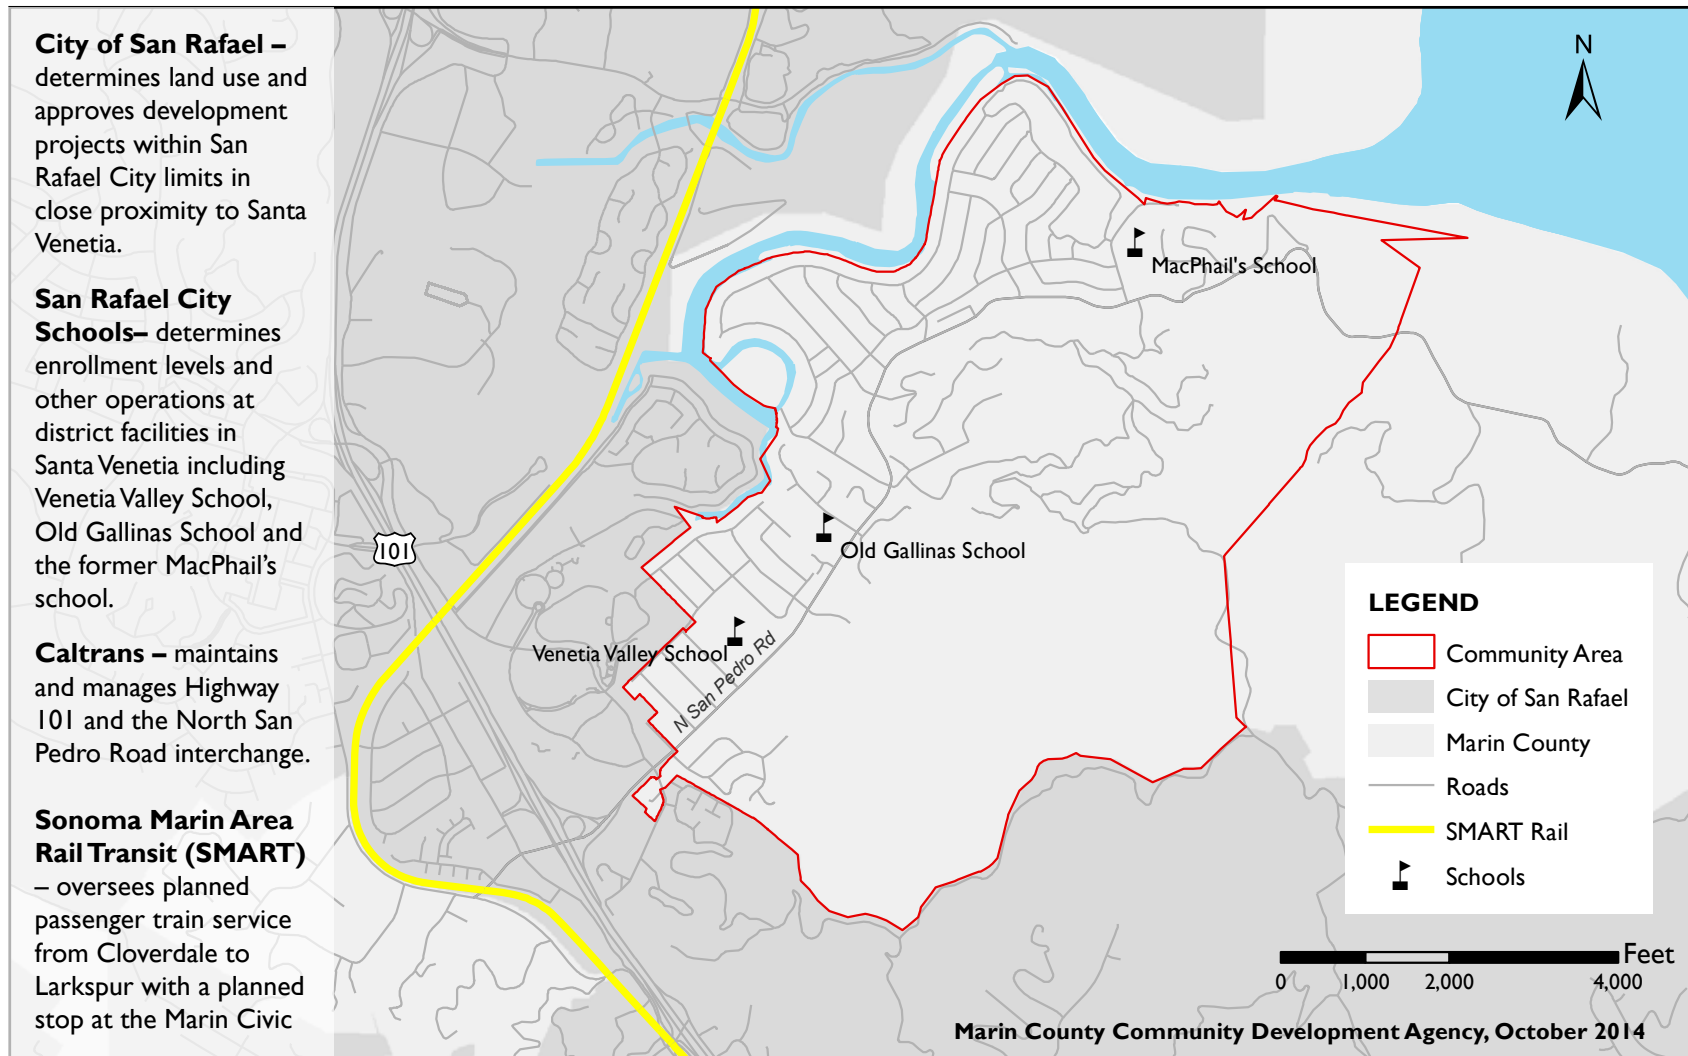 City of San Rafael –
determines land use and
approves development
projects within San
Rafael City limits in
close proximity to Santa
Venetia.
San Rafael City
Schools– determines
enrollment levels and
other operations at
district facilities in
Santa Venetia including
Venetia Valley School,
Old Gallinas School and
the former MacPhail's
school.
Caltrans – maintains
and manages Highway
101 and the North San
Pedro Road interchange.
Sonoma Marin Area
Rail Transit (SMART)
– oversees planned
passenger train service
from Cloverdale to
Larkspur with a planned
stop at the Marin Civic
N
MacPhail's School
101
Old Gallinas School
Venetia Valley School
N San Pedro Rd
LEGEND
Community Area
City of San Rafael
Marin County
Roads
SMART Rail
Schools
Feet
0 1,000 2,000 4,000
Marin County Community Development Agency, October 2014